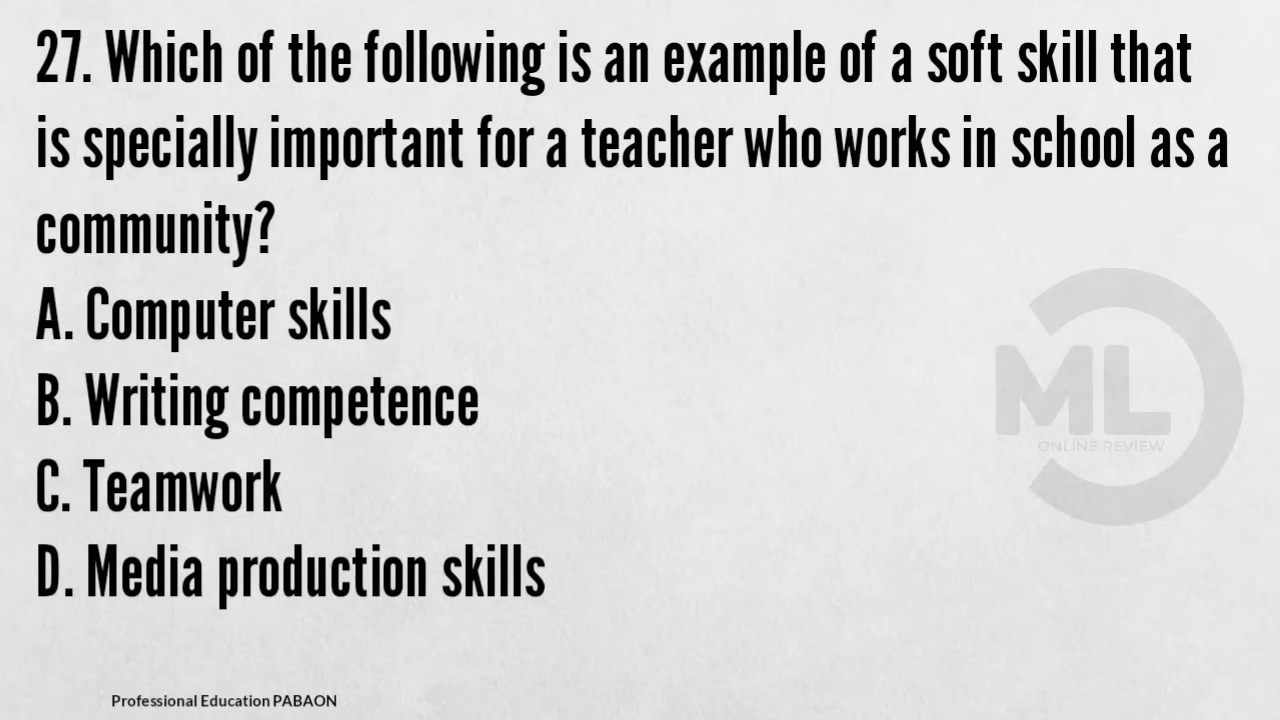 27. Which of the following is an example of a soft skill that
is specially important for a teacher who works in school as a
community?
A. Computer skills
B. Writing competence
C. Teamwork
D. Media production skills
ML
ONLINE REVIEW
Professional Education PABAON